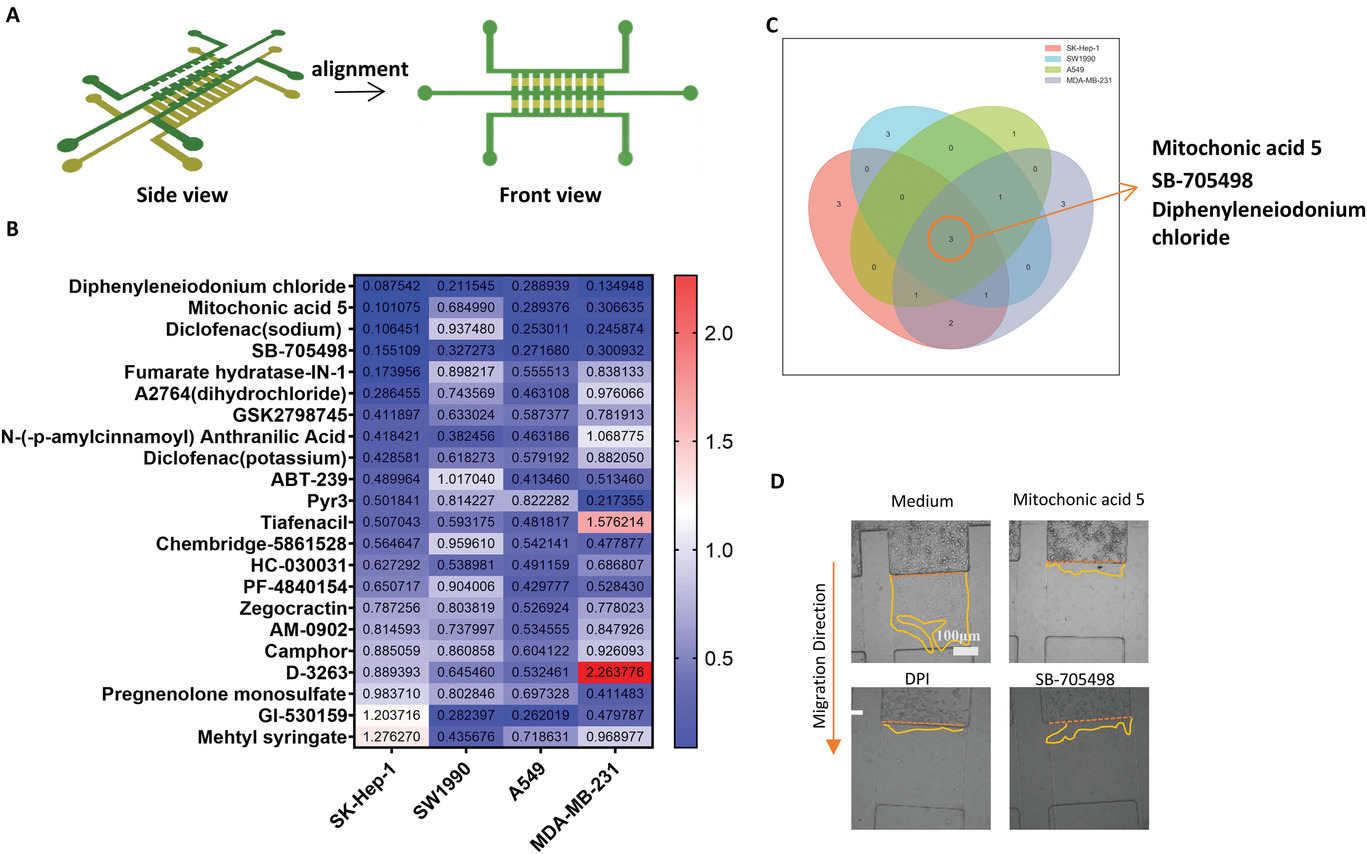 A
alignment
Side view
Front view
B
Diphenyleneiodonium chloride 0.087542 0.211545 0.288939 0.134948
Mitochonic acid 5 0.101075 0.684990 0.289376 0.306635
Diclofenac(sodium) 0.106451 0.937480 0.253011 0.245874
SB-705498 0.155109 0.327273 0.271680 0.300932
Fumarate hydratase-IN-1 0.173956 0.898217 0.555513 0.838133
A2764(dihydrochloride) 0.286455 0.743569 0.463108 0.976066
GSK2798745 0.411897 0.633024 0.587377 0.781913
N-(-p-amylcinnamoyl) Anthranilic Acid 0.418421 0.382456 0.463186 1.068775
Diclofenac(potassium) 0.428581 0.618273 0.579192 0.882050
ABT-239 0.489964 1.017040 0.413460 0.513460
Pyr3 0.501841 0.814227 0.822282 0.217355
Tiafenacil 0.507043 0.593175 0.481817 1.576214
Chembridge-5861528 0.564647 0.959610 0.542141 0.477877
HC-030031 0.627292 0.538981 0.491159 0.686807
PF-4840154 0.650717 0.904006 0.429777 0.528430
Zegocractin 0.787256 0.803819 0.526924 0.778023
AM-0902 0.814593 0.737997 0.534555 0.847926
Camphor 0.885059 0.860858 0.604122 0.926093
D-3263 0.889393 0.645460 0.532461 2.263776
Pregnenolone monosulfate 0.983710 0.802846 0.697328 0.411483
GI-530159 1.203716 0.282397 0.262019 0.479787
Mehtyl syringate 1.276270 0.435676 0.718631 0.968977
SK-Hep-1 SW1990 A549 MDA-MB-231
2.0
1.5
1.0
0.5
C
SK-Hep-1
SW1990
A549
MDA-MB-231
3 1
0
0 0
3 0 1 3
3
0 0
1 1
2
Mitochonic acid 5
SB-705498
Diphenyleneiodonium
chloride
D
Medium
Mitochonic acid 5
100μm
DPI
SB-705498
Migration Direction